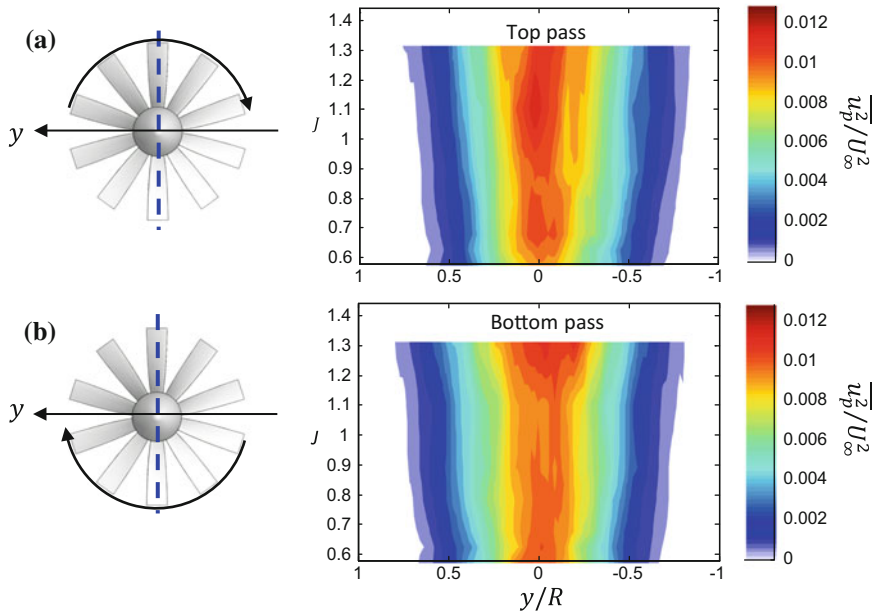 (a)
y
Top pass
J
1.4
1.3
1.2
1.1
1
0.9
0.8
0.7
0.6
1 0.5 0 -0.5 -1
0.012
0.01
0.008
0.006
0.004
0.002
0
u_p^2/U_∞^2
(b)
y
Bottom pass
J
1.4
1.3
1.2
1.1
1
0.9
0.8
0.7
0.6
1 0.5 0 -0.5 -1
y/R
0.012
0.01
0.008
0.006
0.004
0.002
0
u_p^2/U_∞^2